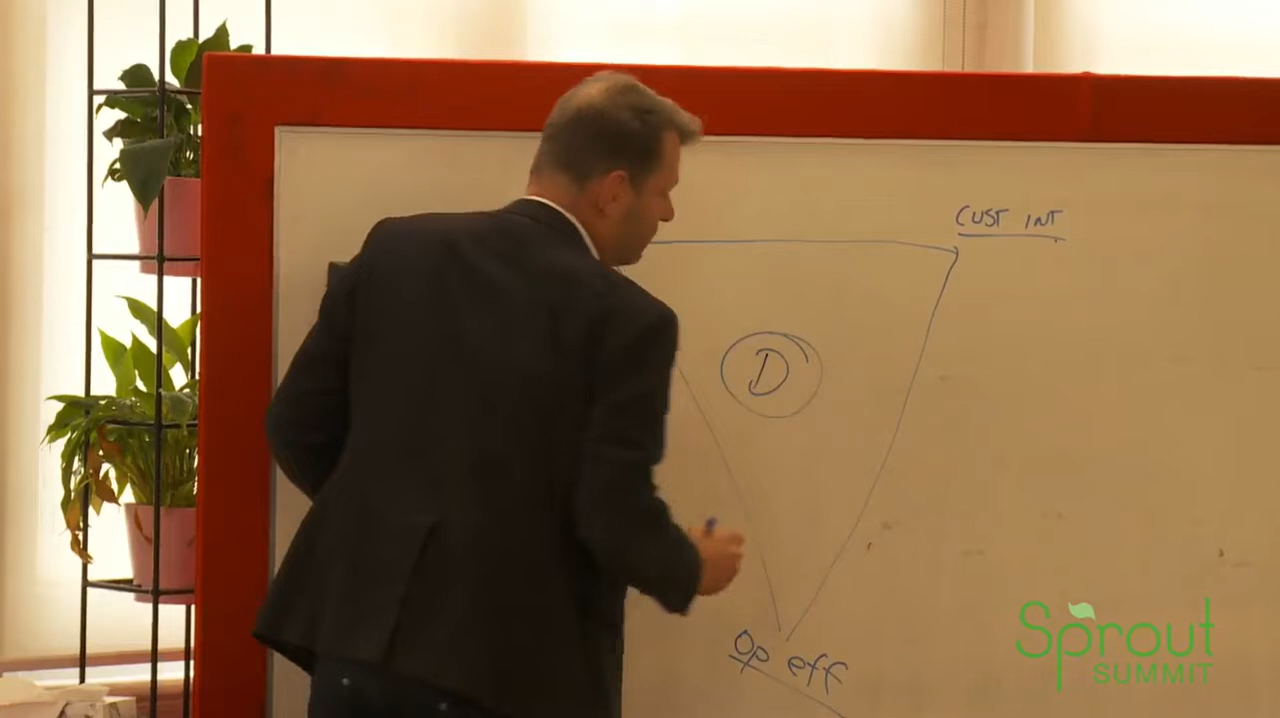 CUST INT
D
Op eff
Sprout
SUMMIT